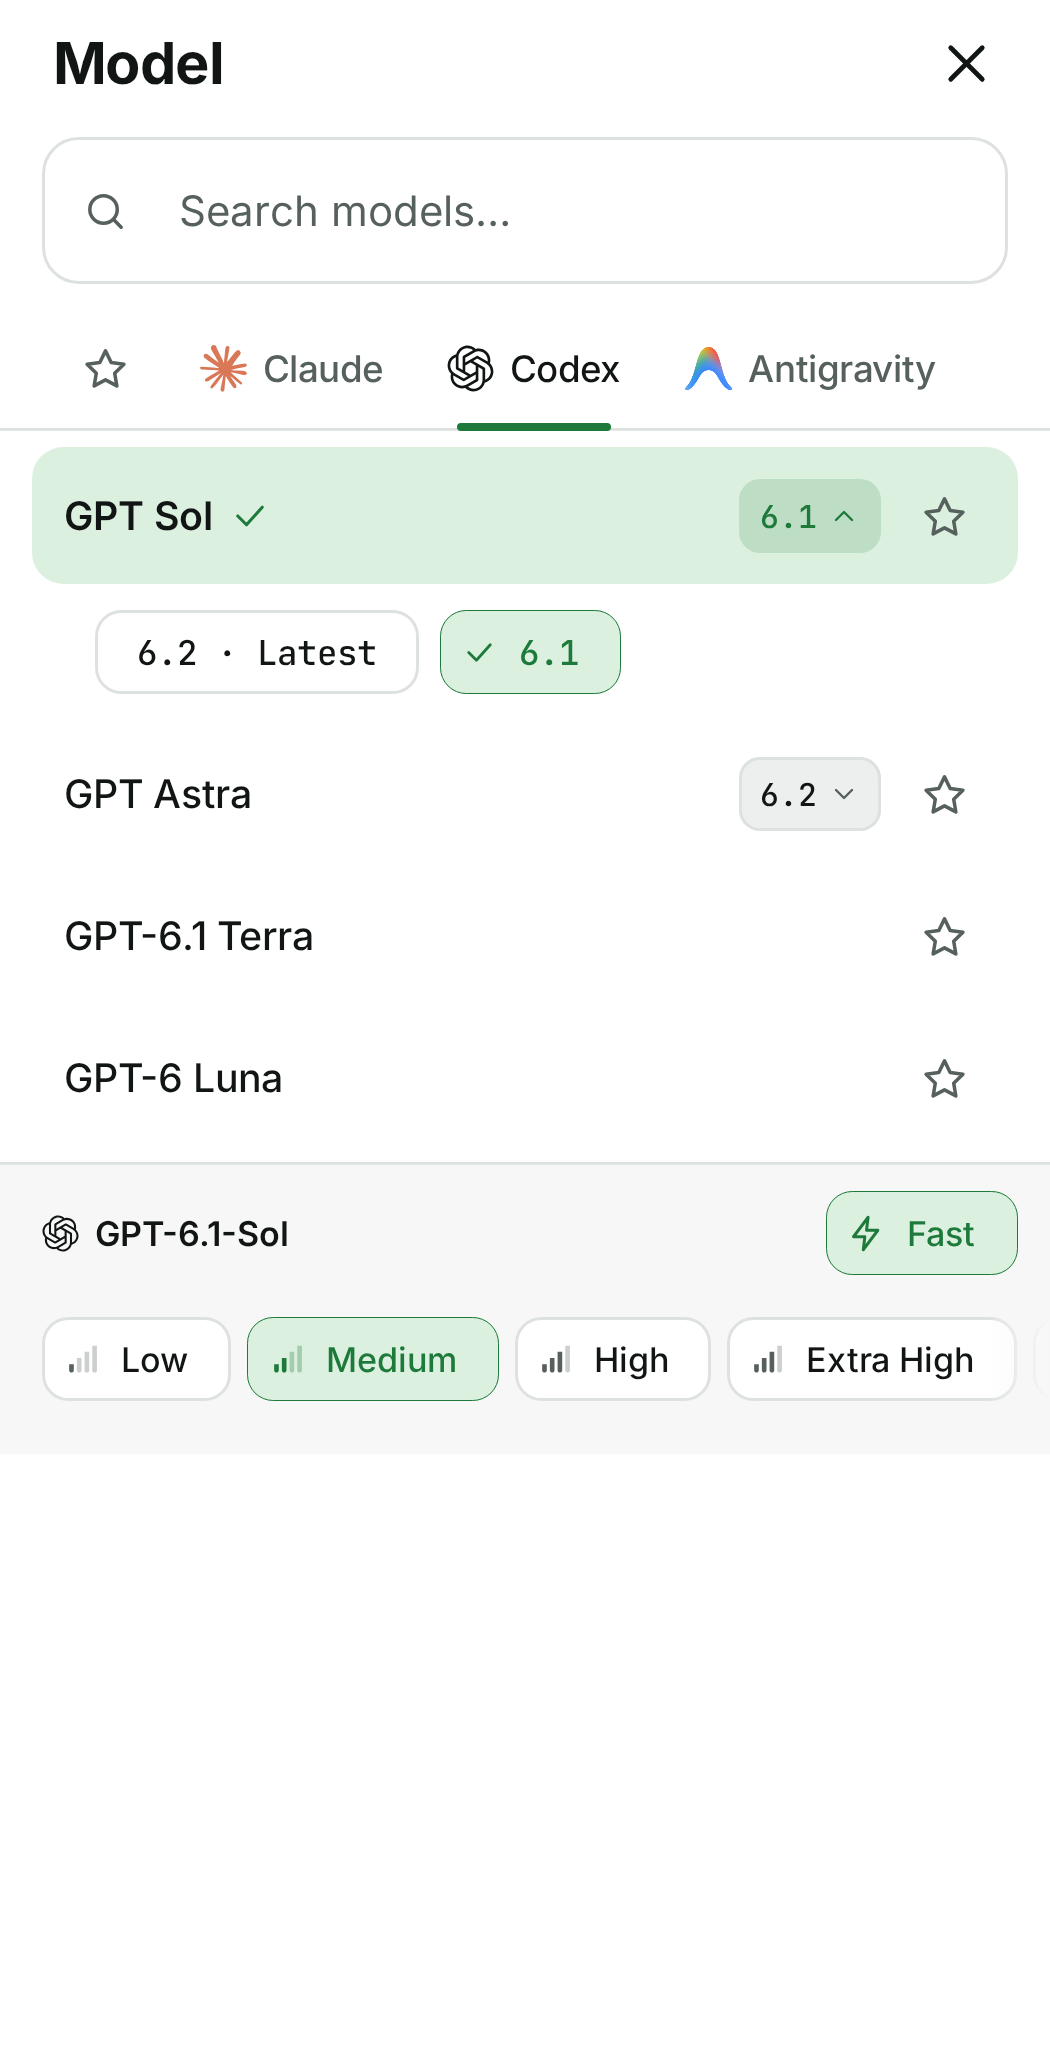 Model
Search models...
Claude Codex Antigravity
GPT Sol 6.1
6.2 · Latest 6.1
GPT Astra 6.2
GPT-6.1 Terra
GPT-6 Luna
GPT-6.1-Sol Fast
Low Medium High Extra High